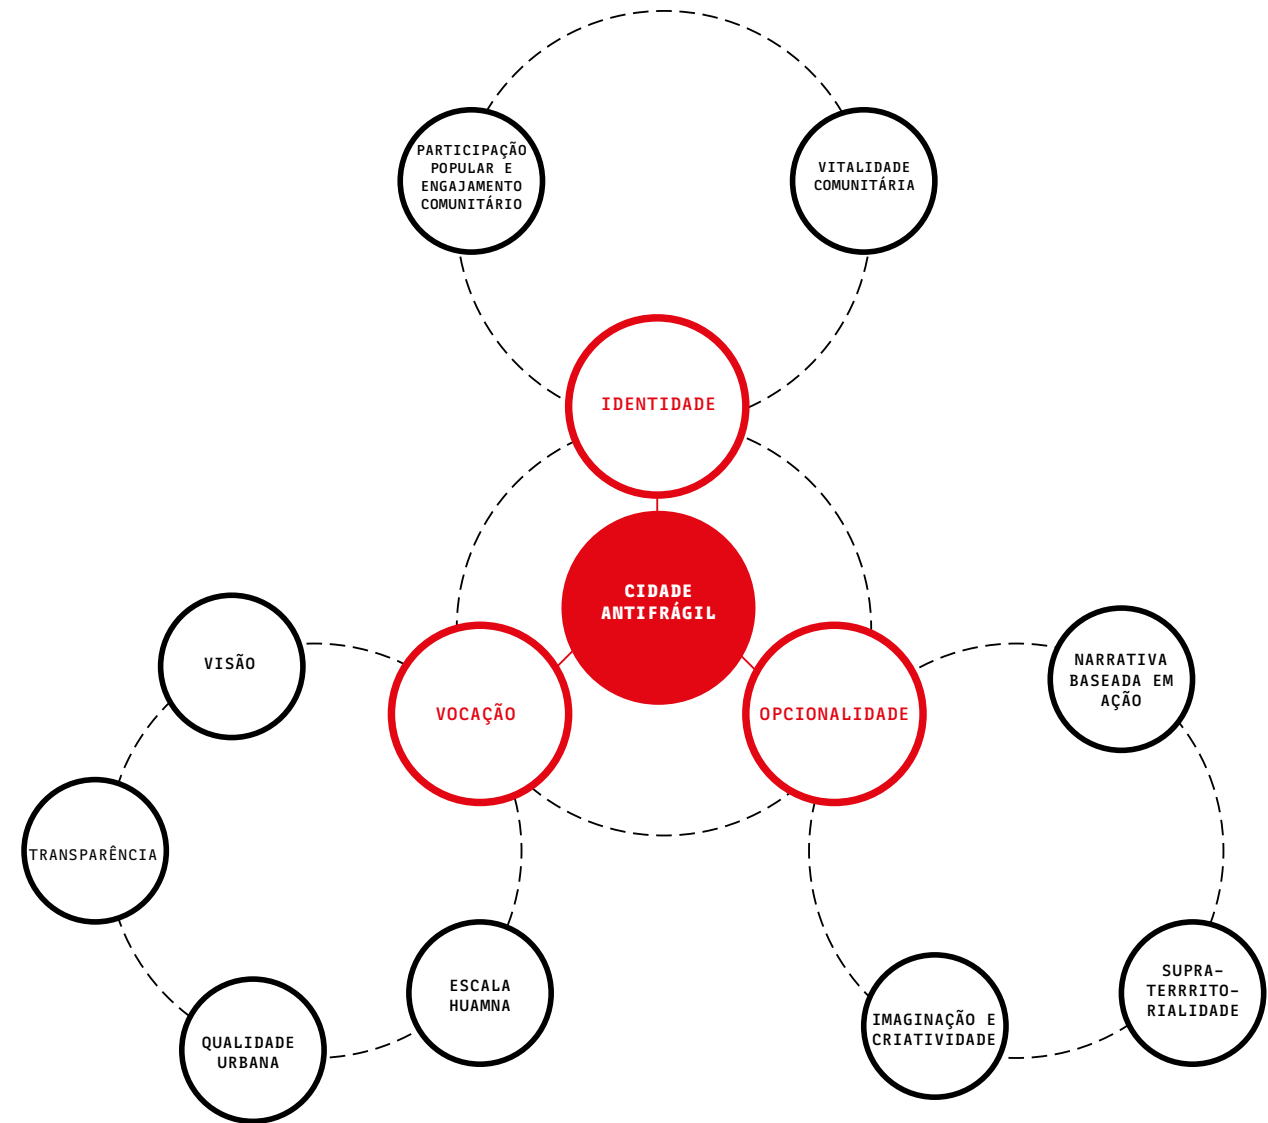 PARTICIPAÇÃO
POPULAR E
ENGAJAMENTO
COMUNITÁRIO
VITALIDADE
COMUNITÁRIA
IDENTIDADE
CIDADE
ANTIFRÁGIL
VISÃO
VOCAÇÃO
OPCIONALIDADE
NARRATIVA
BASEADA EM
AÇÃO
TRANSPARÊNCIA
ESCALA
HUAMNA
QUALIDADE
URBANA
IMAGINAÇÃO E
CRIATIVIDADE
SUPRA-
TERRRITO-
RIALIDADE